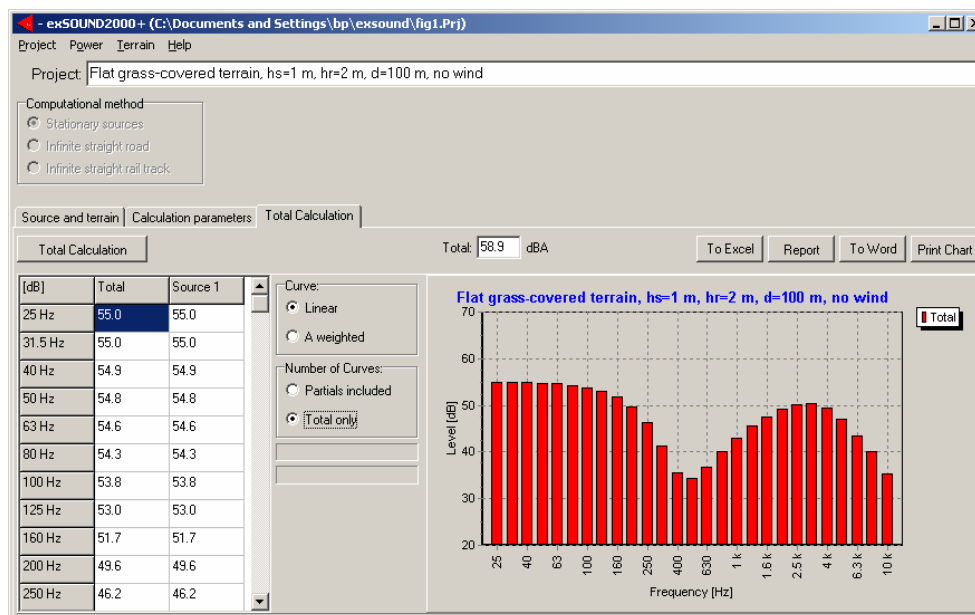 - exSOUND2000+ (C:\Documents and Settings\bp\exsound\fig1.Prj)
Project Power Terrain Help
Project: Flat grass-covered terrain, hs=1 m, hr=2 m, d=100 m, no wind
Computational method
Stationary sources
Infinite straight road
Infinite straight rail track
Source and terrain Calculation parameters Total Calculation
Total Calculation
Total: 58.9 dBA
To Excel Report To Word Print Chart
[dB] Total Source 1
25 Hz 55.0 55.0
31.5 Hz 55.0 55.0
40 Hz 54.9 54.9
50 Hz 54.8 54.8
63 Hz 54.6 54.6
80 Hz 54.3 54.3
100 Hz 53.8 53.8
125 Hz 53.0 53.0
160 Hz 51.7 51.7
200 Hz 49.6 49.6
250 Hz 46.2 46.2
Curve:
Linear
A weighted
Number of Curves:
Partials included
Total only
Flat grass-covered terrain, hs=1 m, hr=2 m, d=100 m, no wind
Total
Level [dB]
70
60
50
40
30
20
25 40 63 100 160 250 400 630 1 k 1.6 k 2.5 k 4 k 6.3 k 10 k
Frequency [Hz]